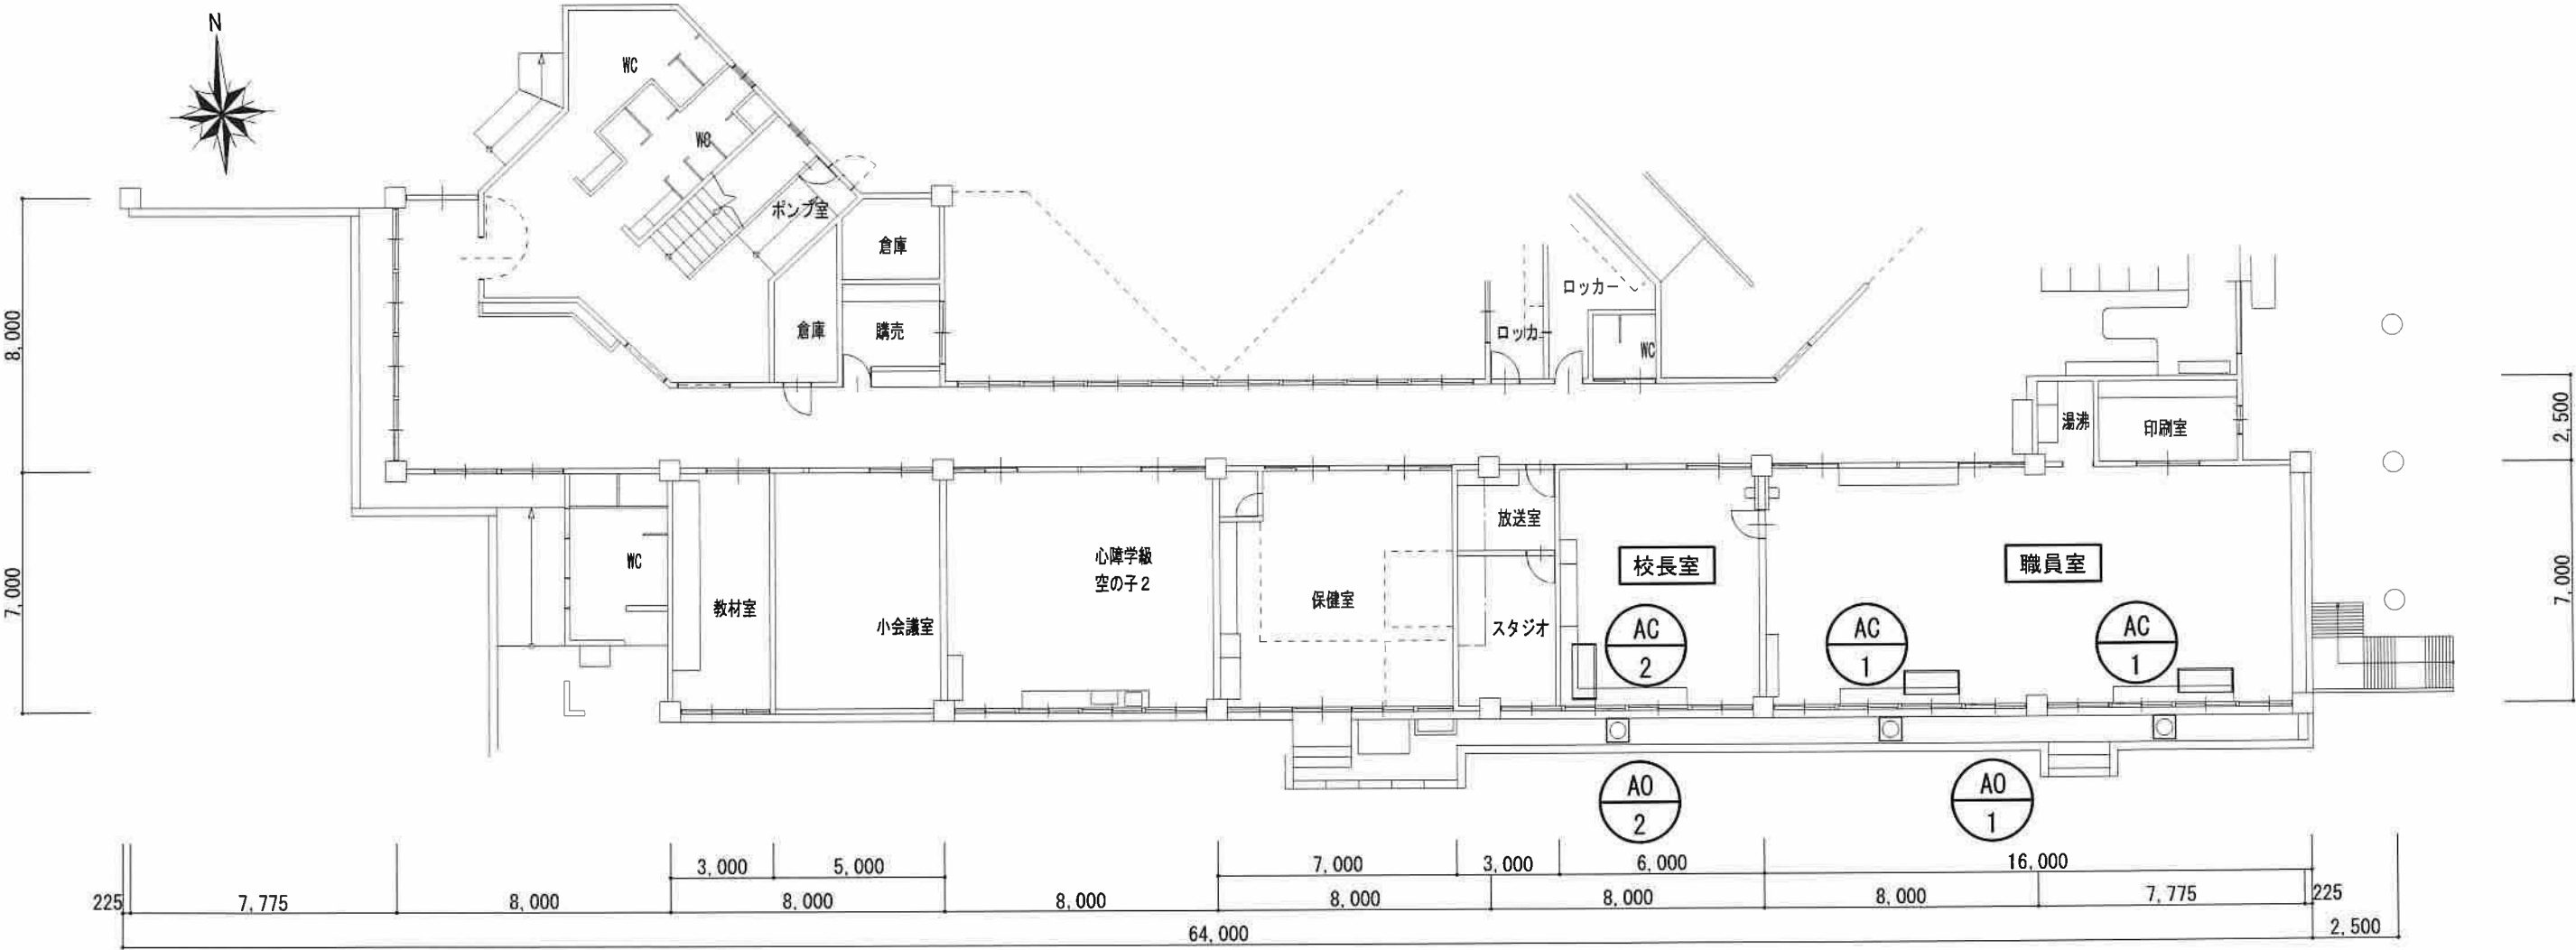 N
WC
WC
ポンプ室
倉庫
倉庫
購売
ロッカー
ロッカー
WC
湯沸
印刷室
8,000
7,000
2,500
7,000
WC
教材室
小会議室
心障学級
空の子2
保健室
放送室
スタジオ
校長室
職員室
AC
2
AC
1
AC
1
AO
2
AO
1
3,000
5,000
7,000
3,000
6,000
16,000
225
7,775
8,000
8,000
8,000
8,000
8,000
8,000
7,775
225
64,000
2,500